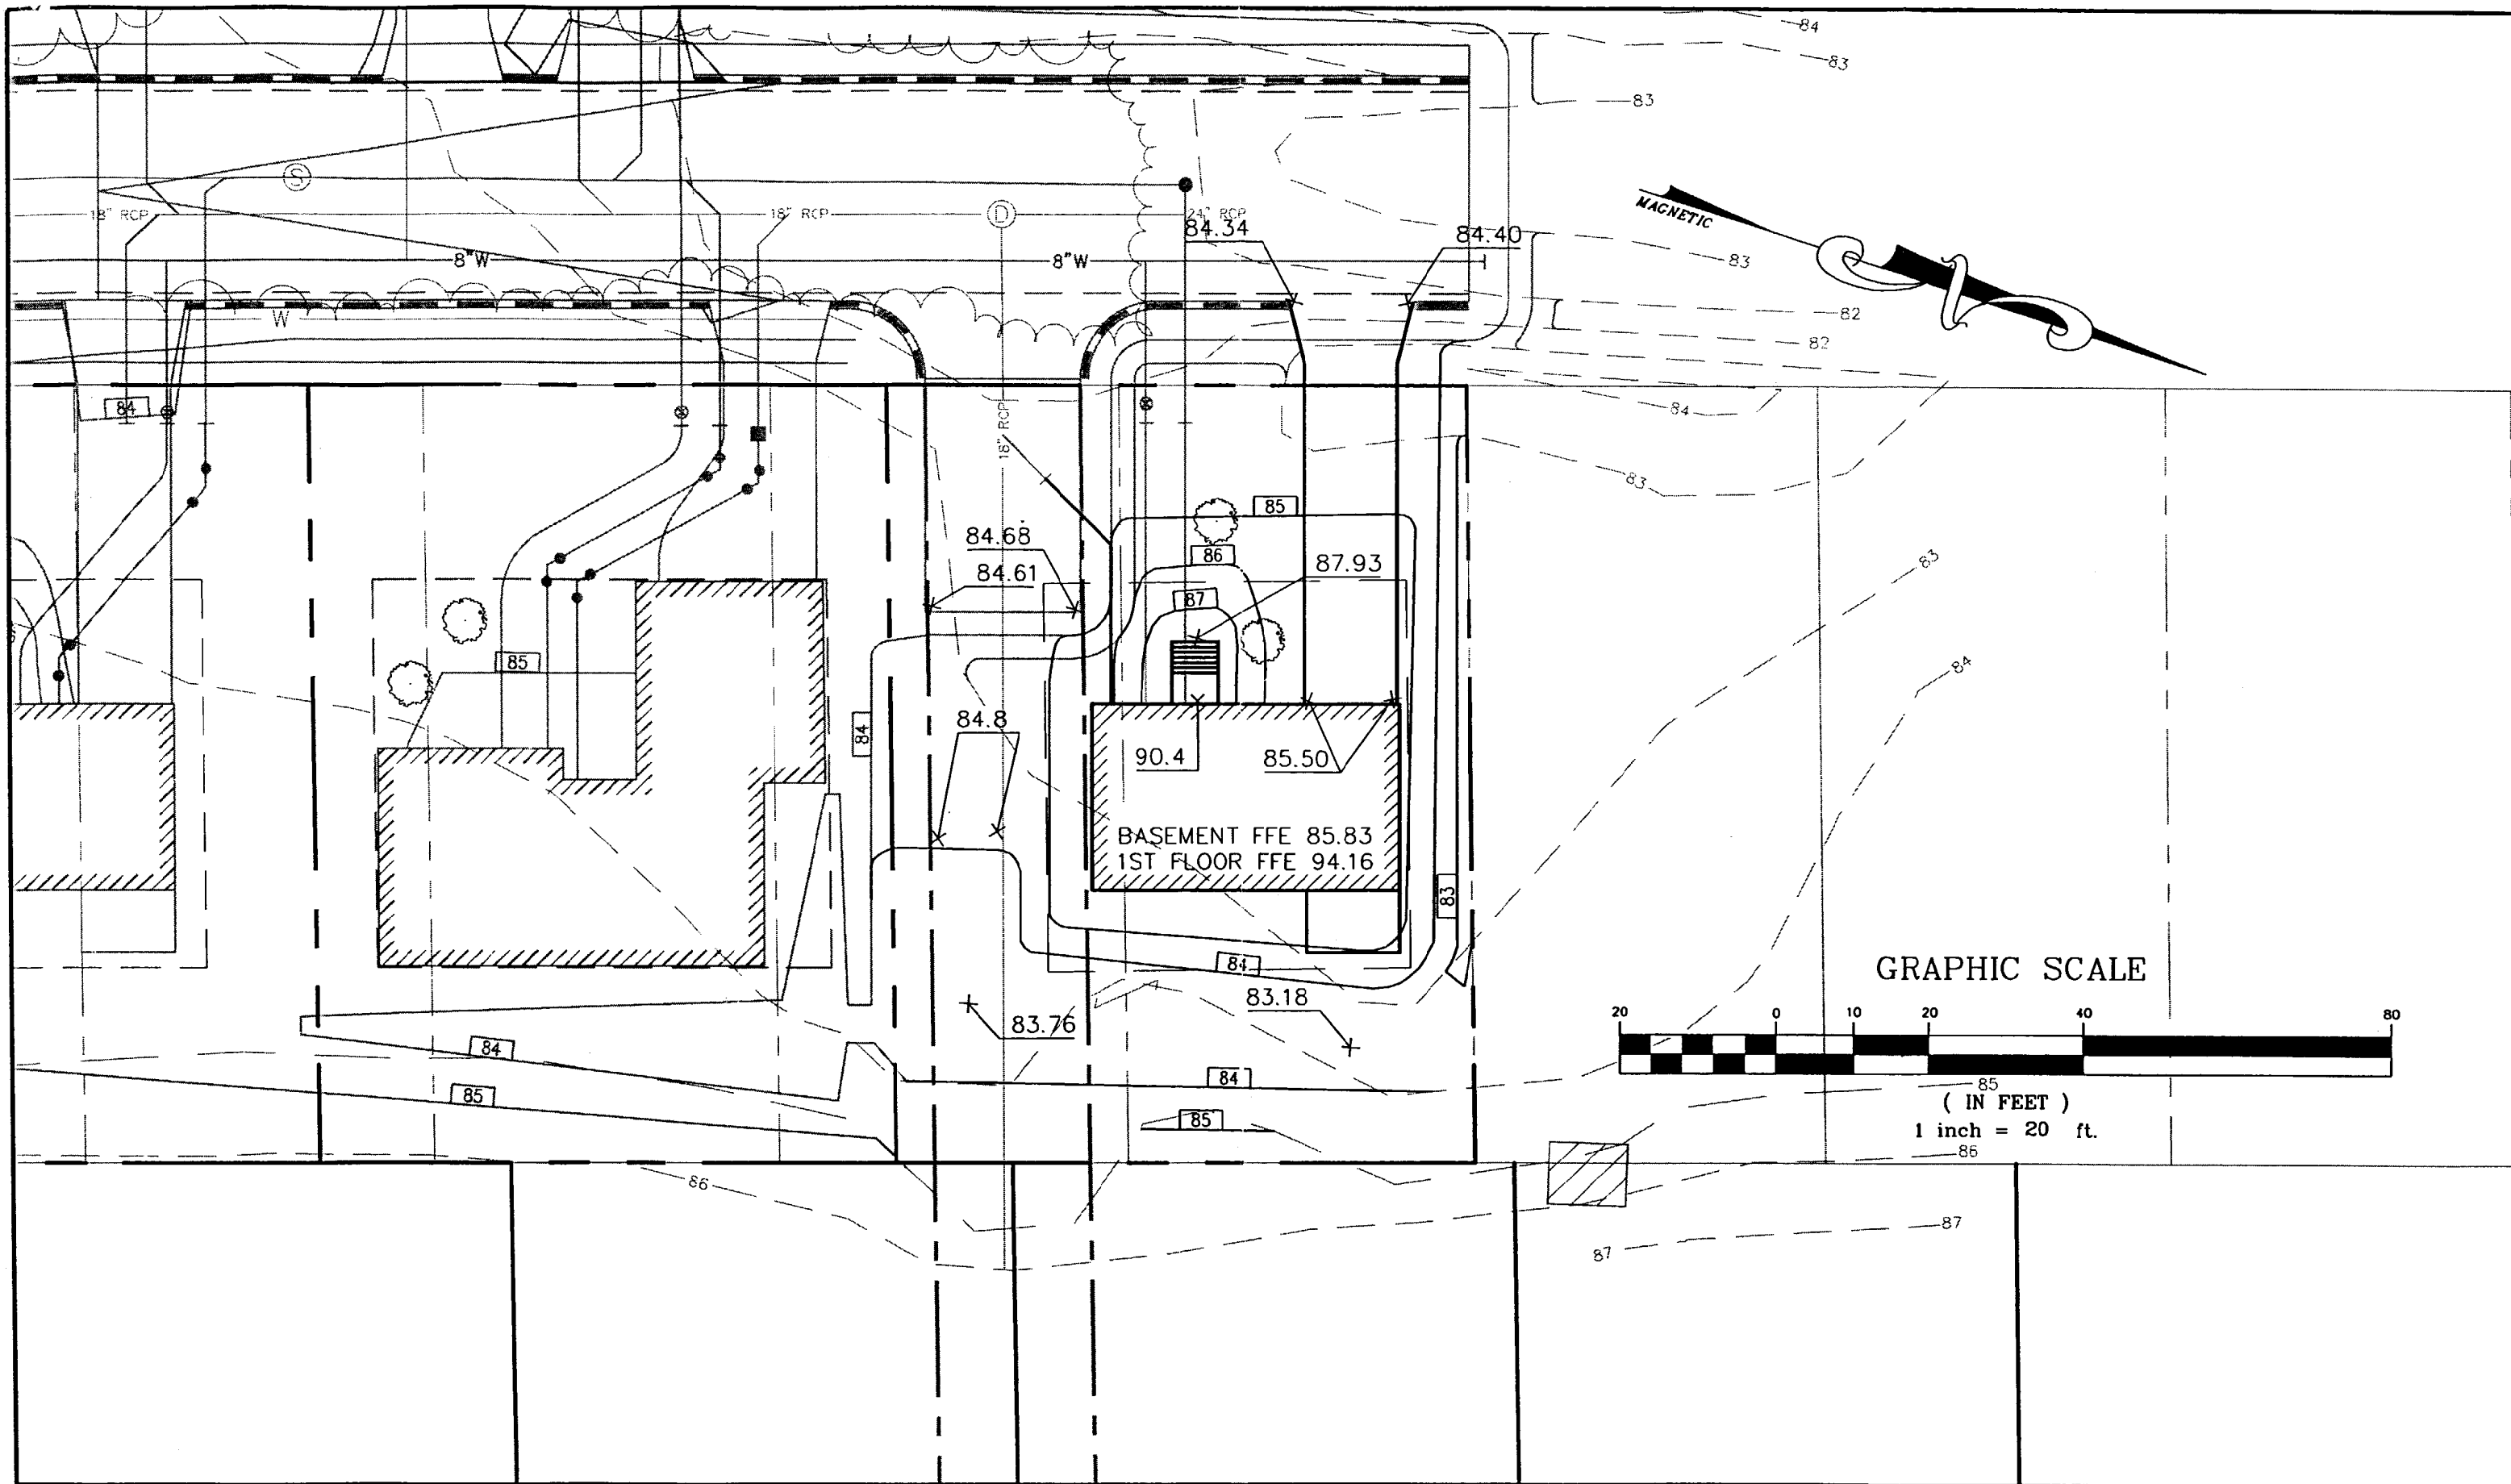 84
83
83
S
18" RCP
18" RCP
D
24" RCP
84.34
84.40
MAGNETIC
8"W
8"W
83
82
W
82
84
84
18" RCP
83
85
84.68
86
87.93
84.61
87
83
85
84
84
84.8
90.4
85.50
BASEMENT FFE 85.83
1ST FLOOR FFE 94.16
83
84
GRAPHIC SCALE
83.18
83.76
20 0 10 20 40 80
84
84
85
85
85
( IN FEET )
1 inch = 20 ft.
86
86
87
87